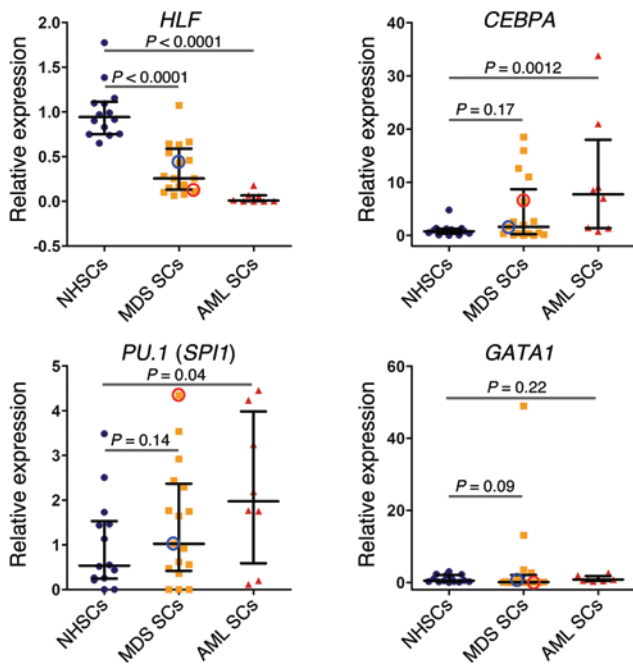 HLF
Relative expression
2.0
1.5
1.0
0.5
0.0
-0.5
P < 0.0001
P < 0.0001
NHSCs
MDS SCs
AML SCs
CEBPA
Relative expression
40
30
20
10
0
P = 0.0012
P = 0.17
NHSCs
MDS SCs
AML SCs
PU.1 (SPI1)
Relative expression
5
4
3
2
1
0
P = 0.04
P = 0.14
NHSCs
MDS SCs
AML SCs
GATA1
Relative expression
60
40
20
0
P = 0.22
P = 0.09
NHSCs
MDS SCs
AML SCs